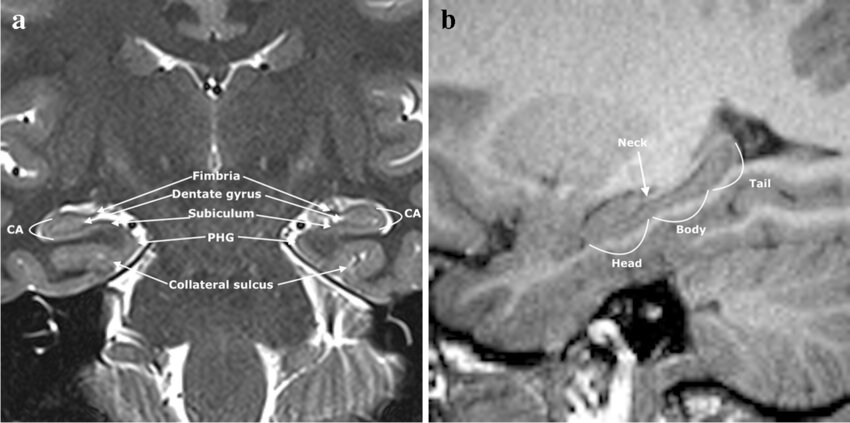 a
Fimbria
Dentate gyrus
Subiculum
CA
CA
PHG
Collateral sulcus
b
Neck
Tail
Body
Head